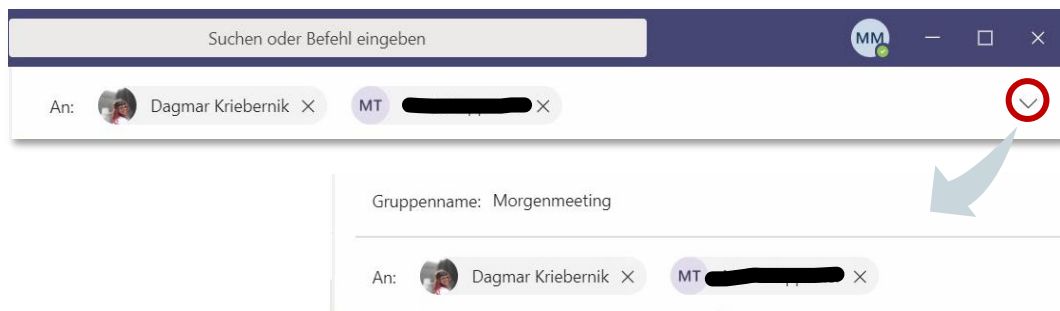 Suchen oder Befehl eingeben
MM
An: Dagmar Kriebernik MT
Gruppenname: Morgenmeeting
An: Dagmar Kriebernik MT